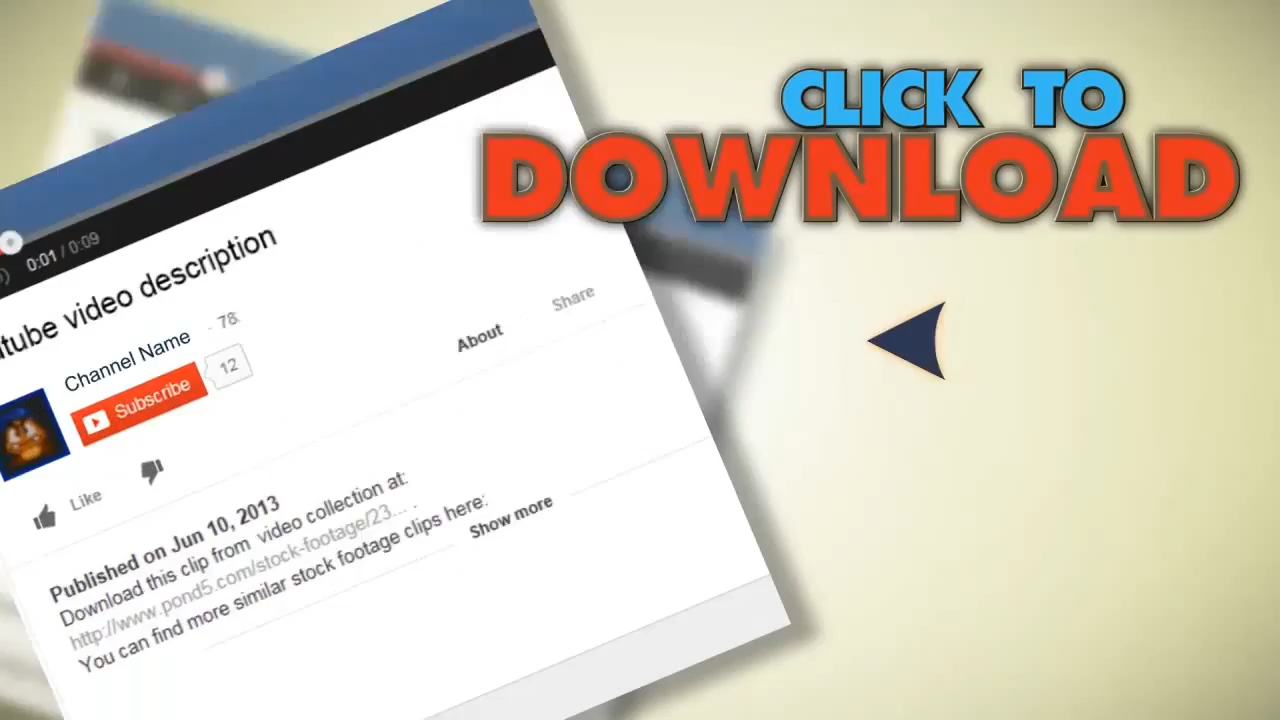 CLICK TO
DOWNLOAD
0:01 / 0:09
tube video description
Channel Name
78
Subscribe
12
About
Share
Like
Published on Jun 10, 2013
Download this clip from video collection at:
http://www.pond5.com/stock-footage/23...
You can find more similar stock footage clips here:
Show more